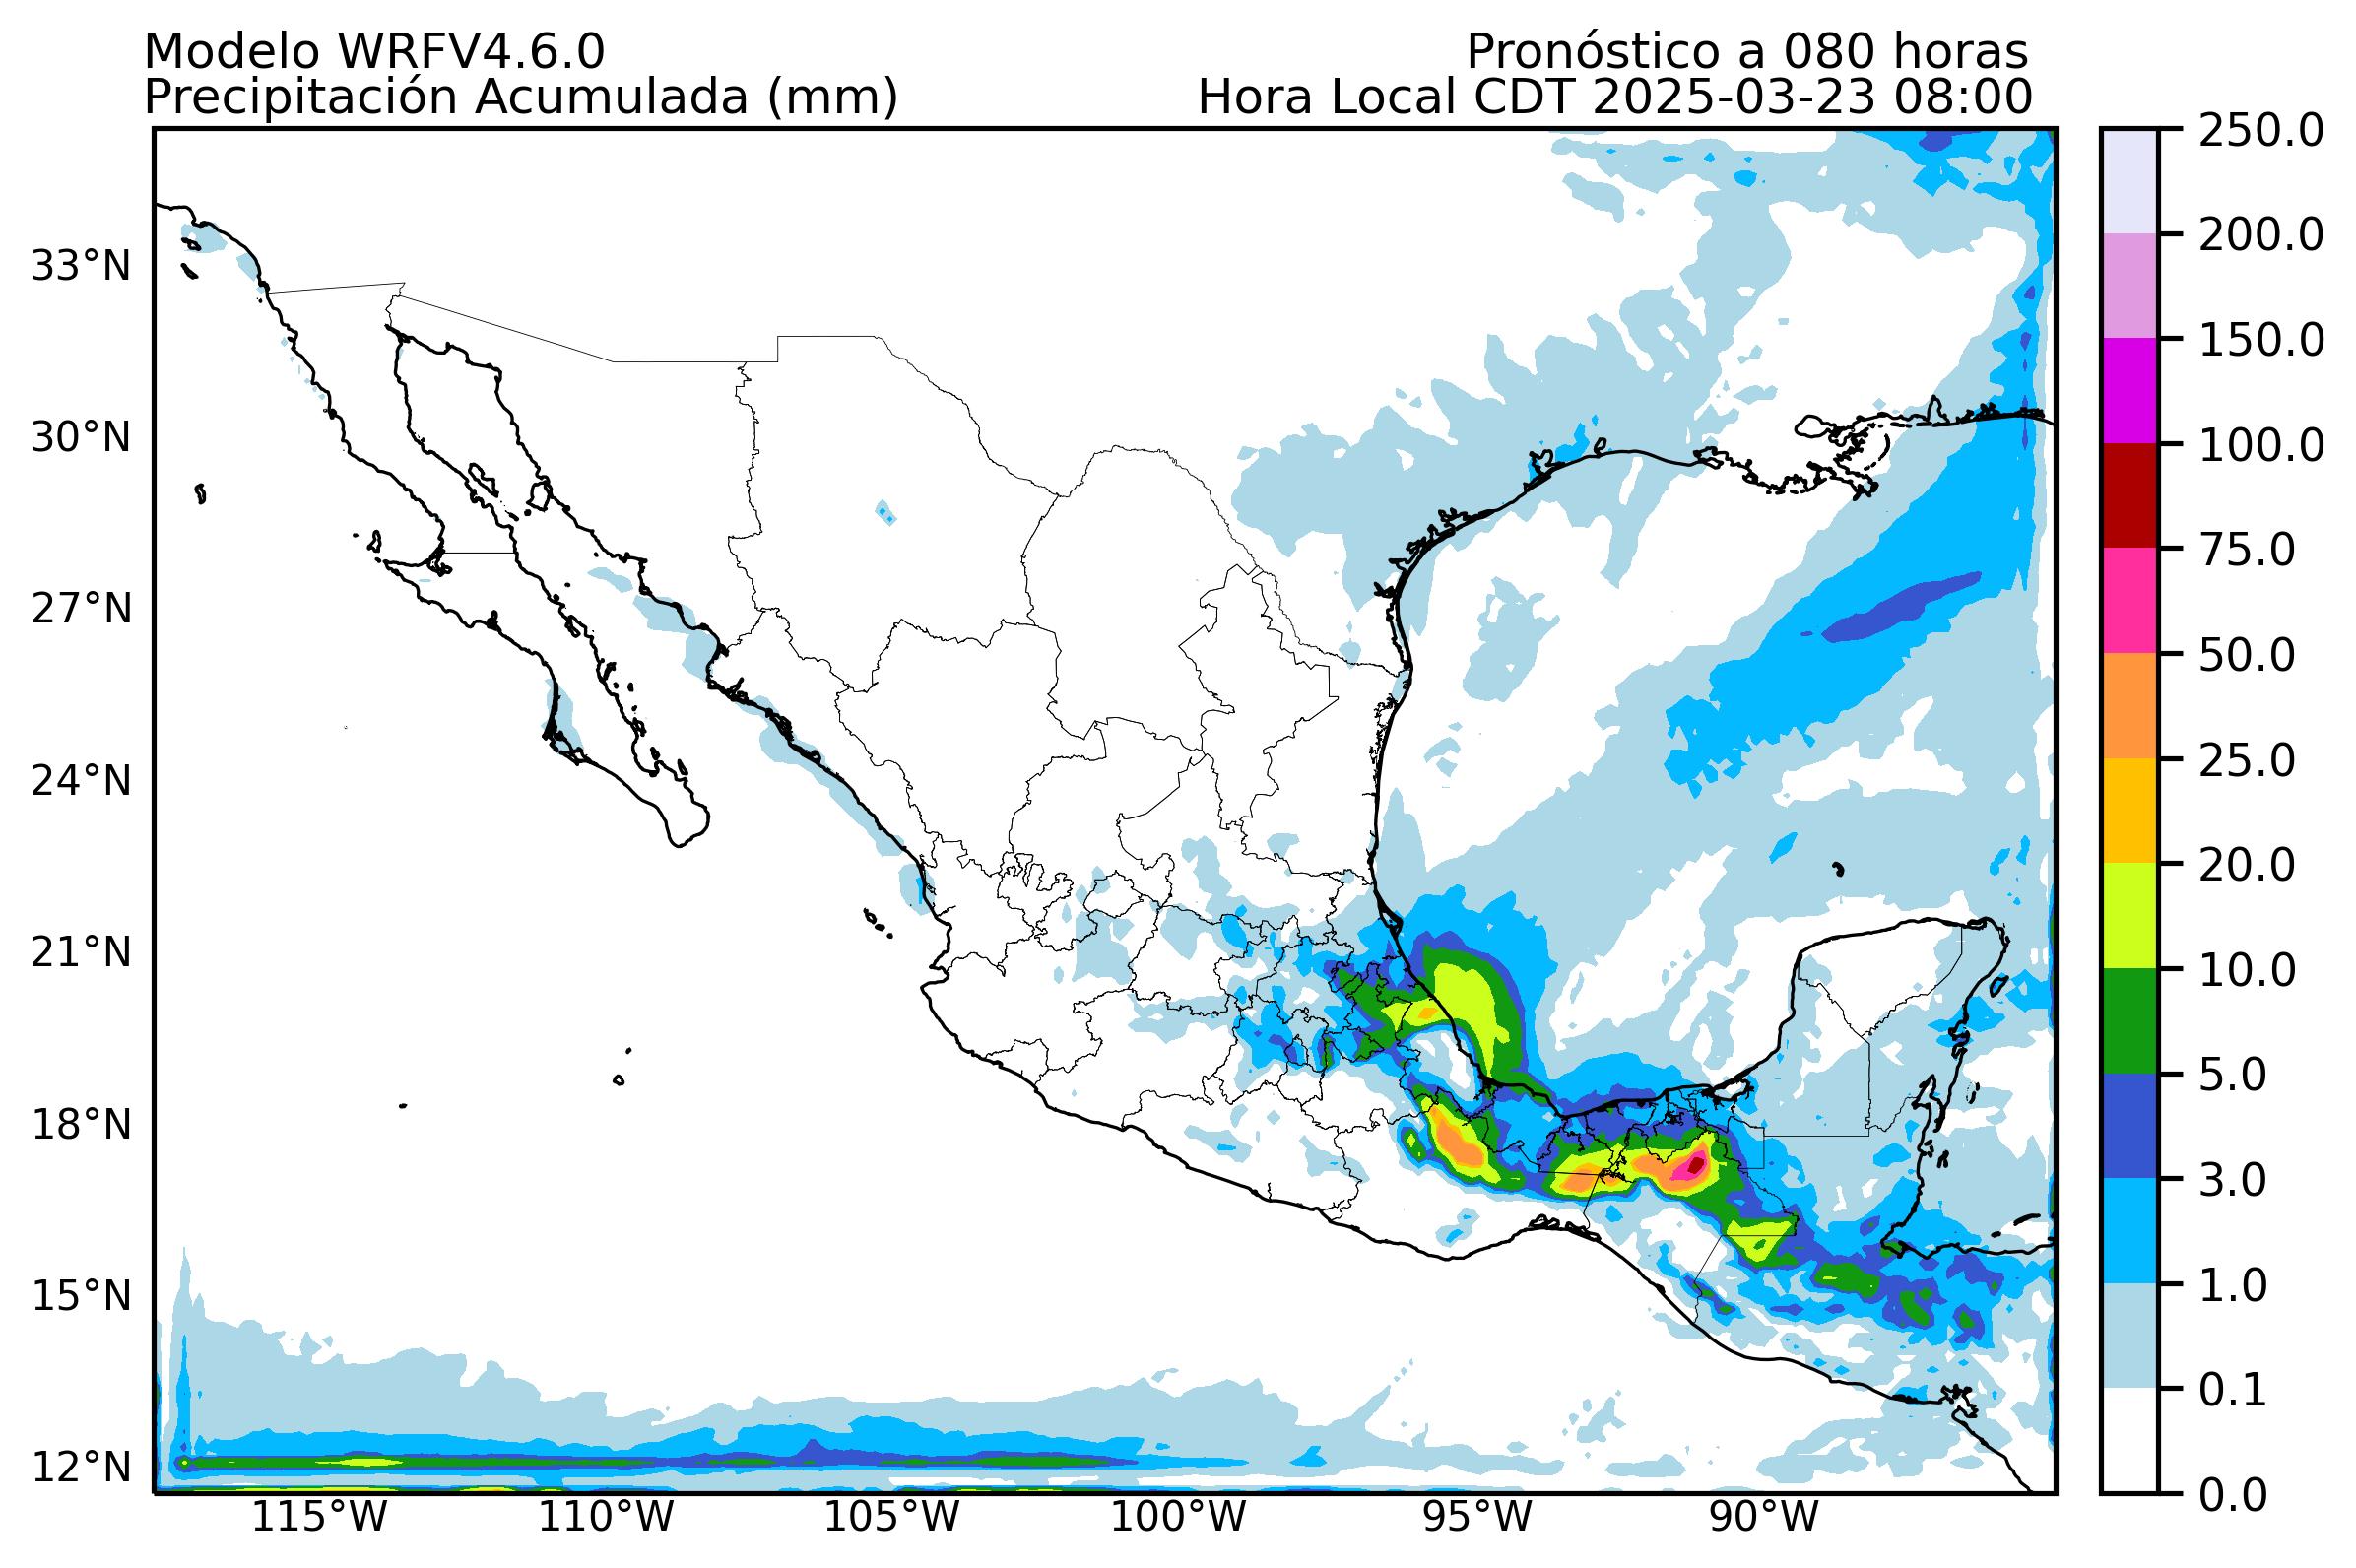 Modelo WRFV4.6.0
Pronóstico a 080 horas
Precipitación Acumulada (mm)
Hora Local CDT 2025-03-23 08:00
250.0
200.0
150.0
100.0
75.0
50.0
25.0
20.0
10.0
5.0
3.0
1.0
0.1
0.0
33°N
30°N
27°N
24°N
21°N
18°N
15°N
12°N
115°W
110°W
105°W
100°W
95°W
90°W